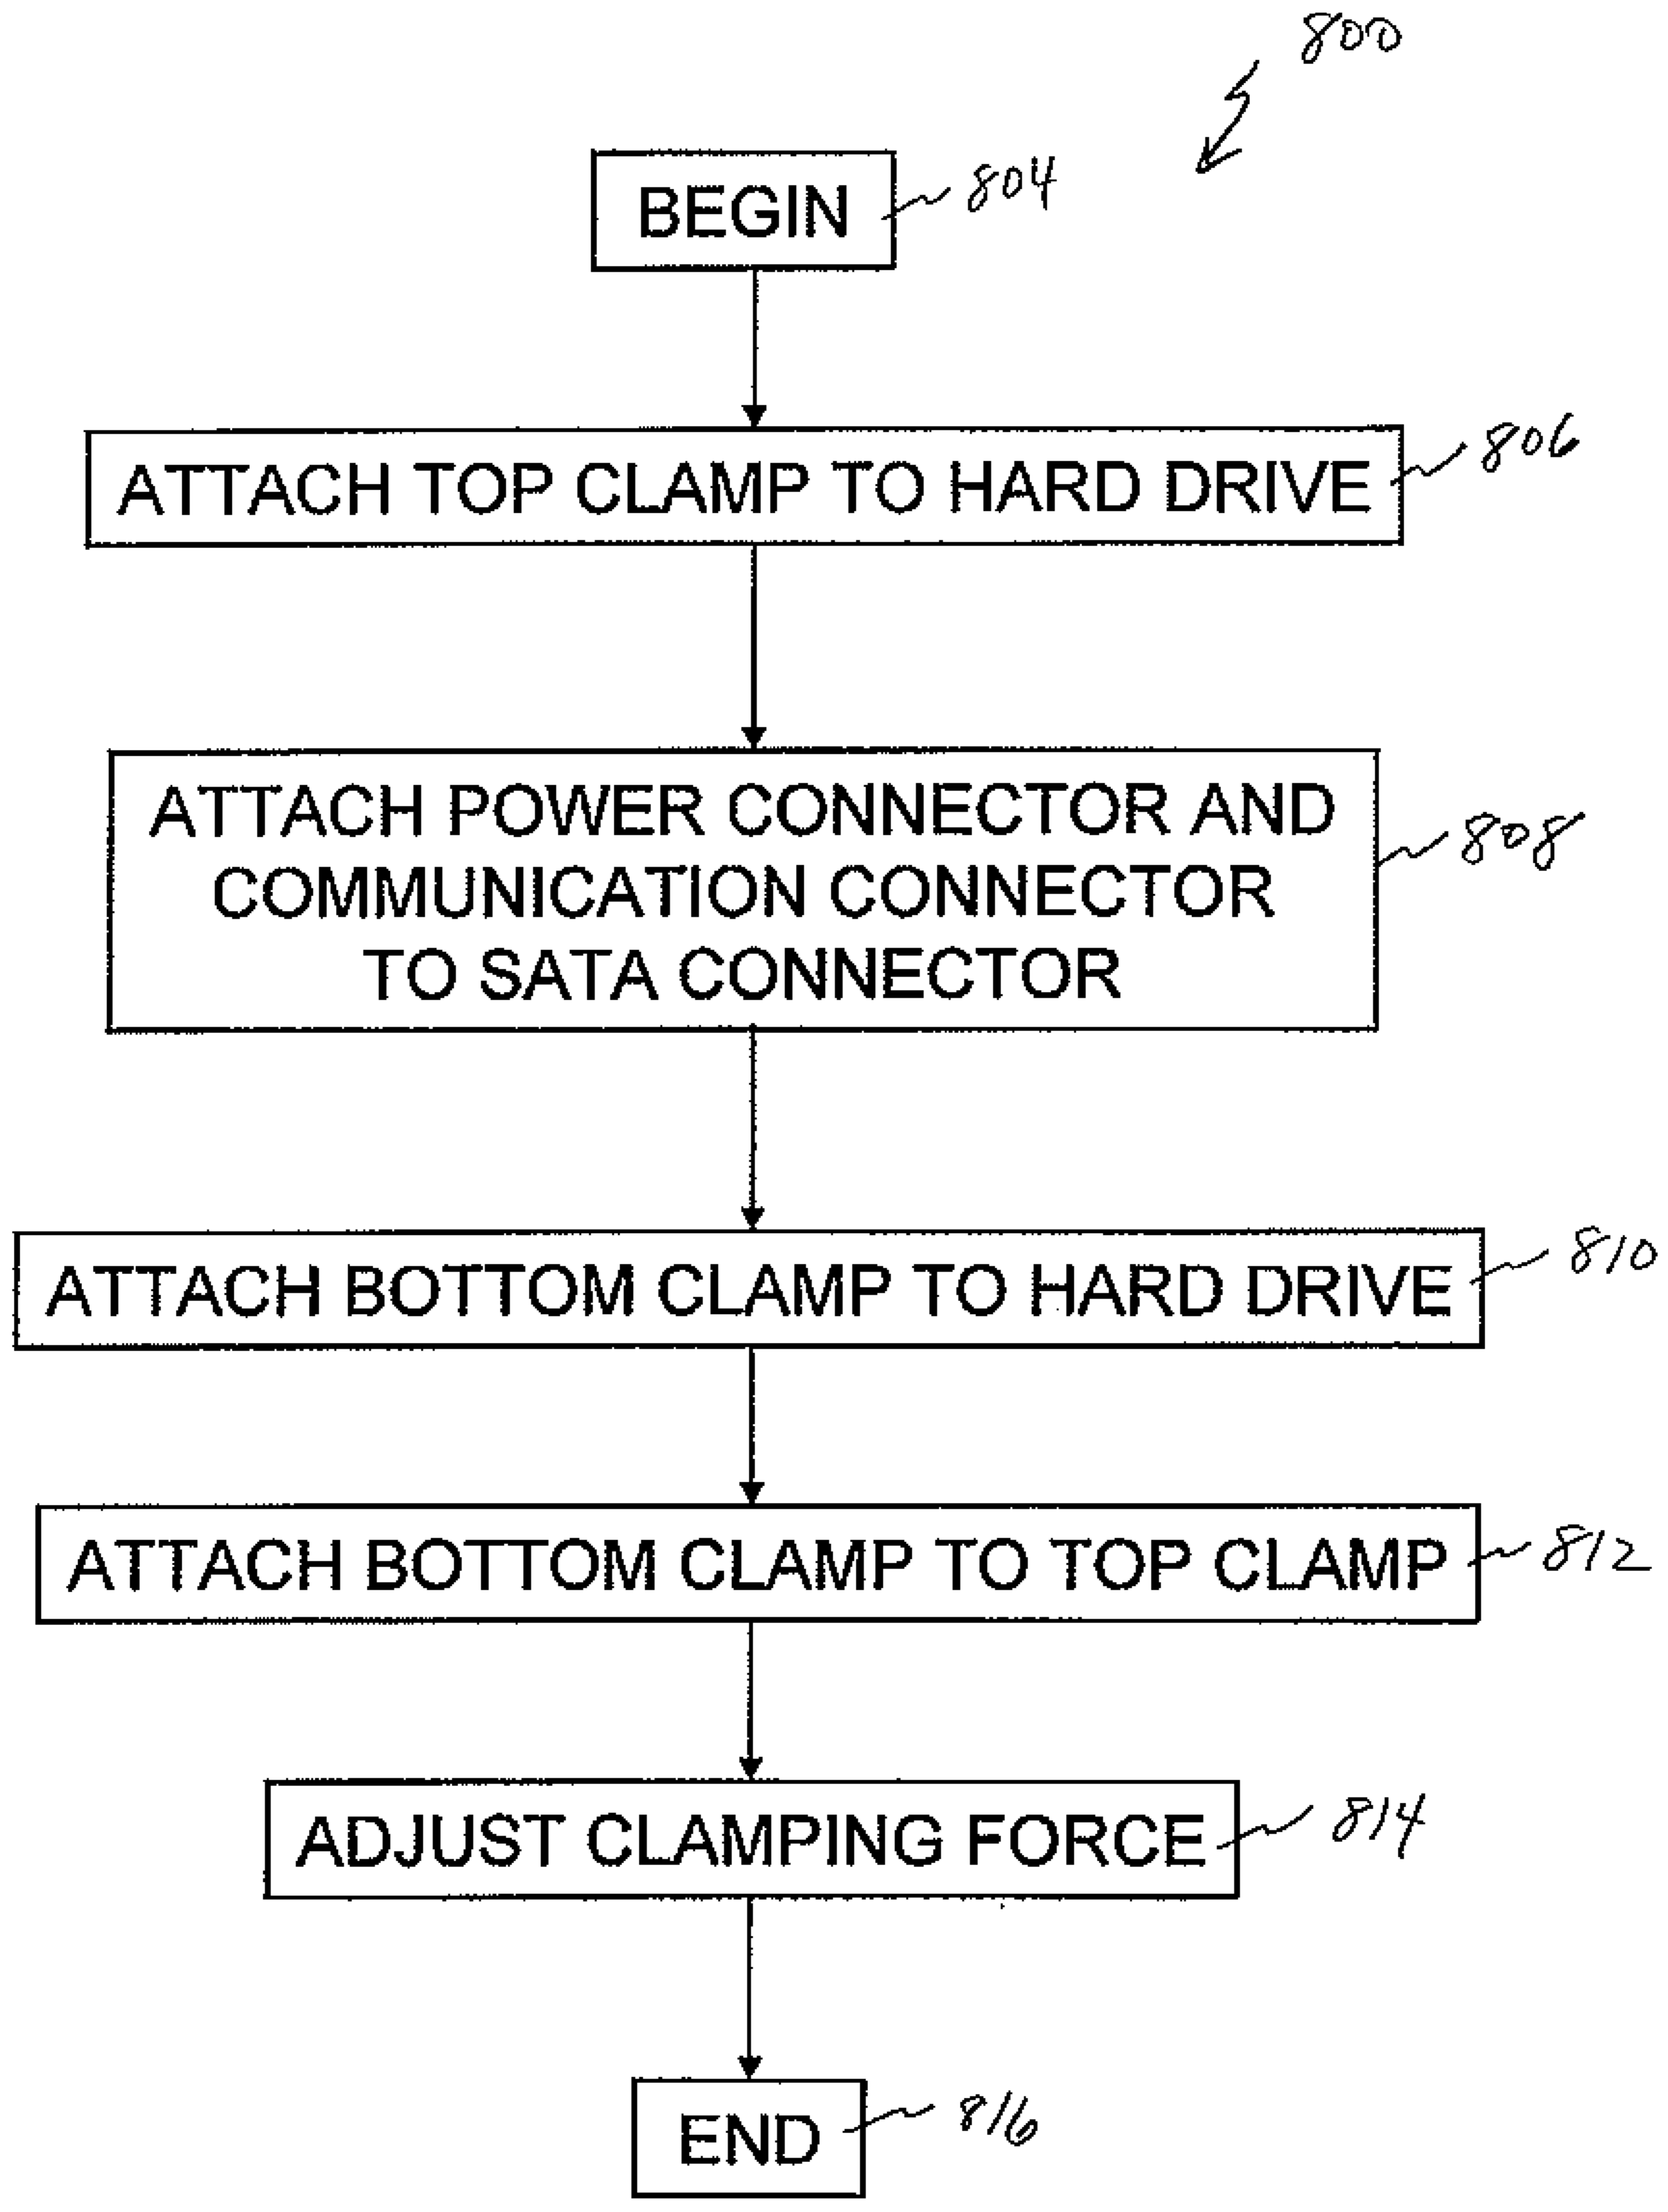 800
BEGIN 804
ATTACH TOP CLAMP TO HARD DRIVE 806
ATTACH POWER CONNECTOR AND
COMMUNICATION CONNECTOR 808
TO SATA CONNECTOR
ATTACH BOTTOM CLAMP TO HARD DRIVE 810
ATTACH BOTTOM CLAMP TO TOP CLAMP 812
ADJUST CLAMPING FORCE 814
END 816